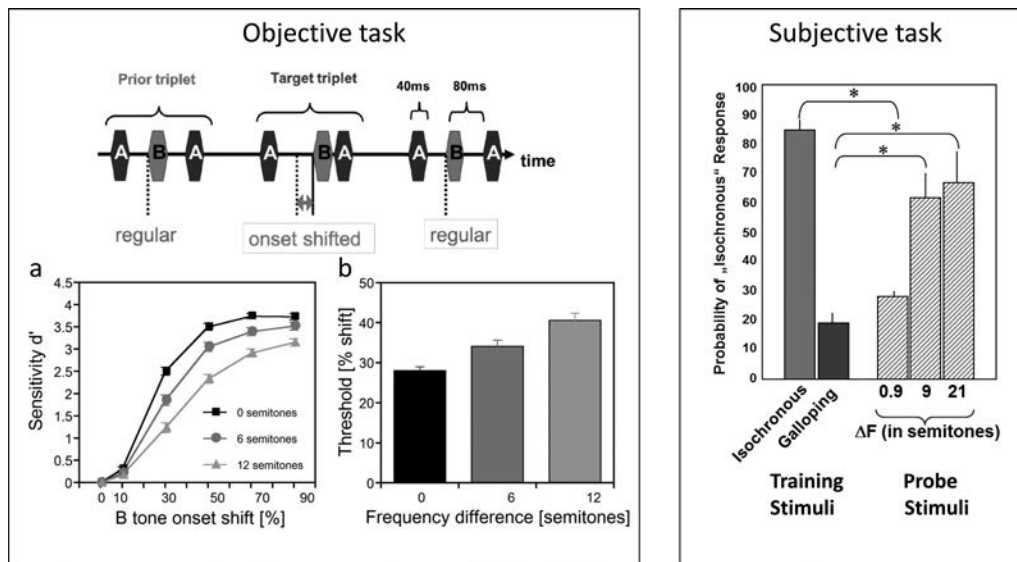 Objective task
Prior triplet
Target triplet
40ms
80ms
A B A A B A A B A
time
regular
onset shifted
regular
a
Sensitivity d'
4.5
4
3.5
3
2.5
2
1.5
1
0.5
0
0 semitones
6 semitones
12 semitones
0 10 30 50 70 90
B tone onset shift [%]
b
Threshold [% shift]
50
40
30
20
10
0
0 6 12
Frequency difference [semitones]
Subjective task
Probability of „Isochronous“ Response
100
90
80
70
60
50
40
30
20
10
0
*
*
*
Isochronous
Galloping
0.9 9 21
ΔF (in semitones)
Training
Stimuli
Probe
Stimuli